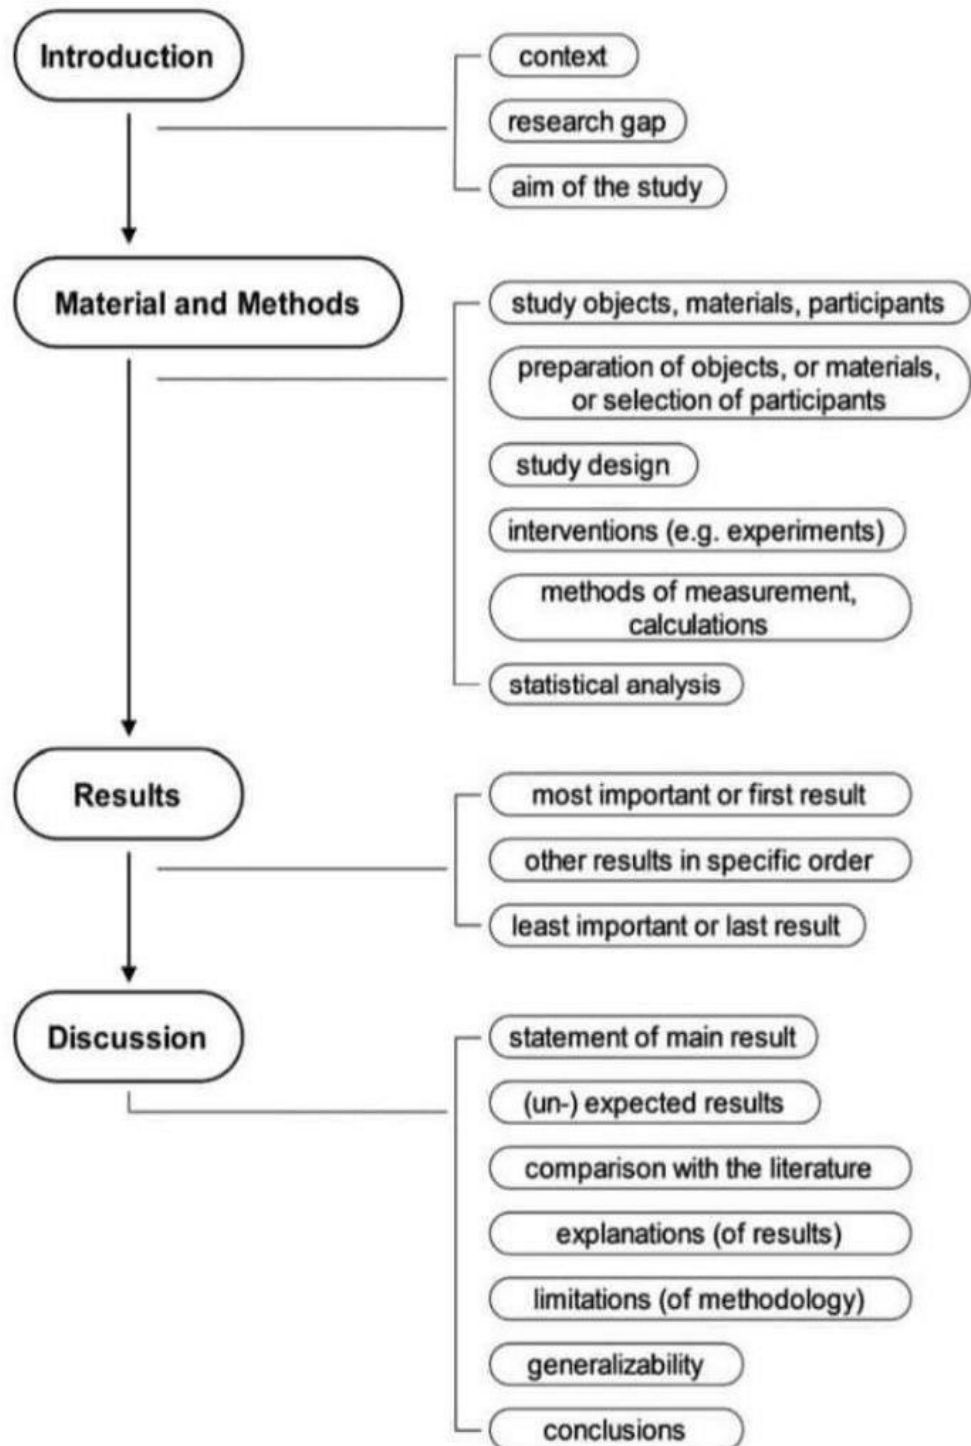 Introduction
context
research gap
aim of the study
Material and Methods
study objects, materials, participants
preparation of objects, or materials,
or selection of participants
study design
interventions (e.g. experiments)
methods of measurement,
calculations
statistical analysis
Results
most important or first result
other results in specific order
least important or last result
Discussion
statement of main result
(un-) expected results
comparison with the literature
explanations (of results)
limitations (of methodology)
generalizability
conclusions